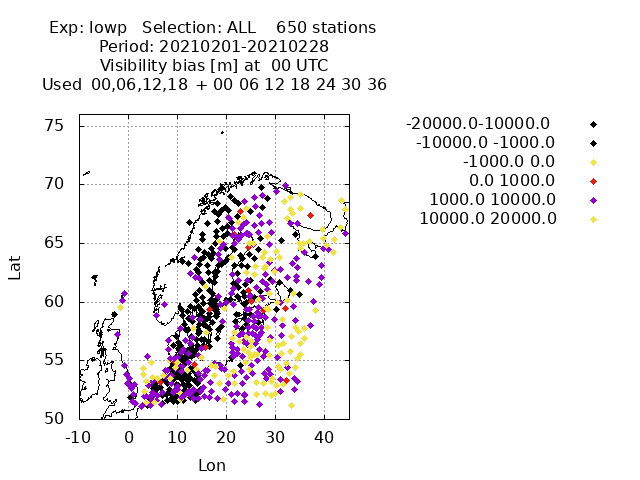 Exp: lowp   Selection: ALL    650 stations
Period: 20210201-20210228
Visibility bias [m] at  00 UTC
Used  00,06,12,18  + 00 06 12 18 24 30 36
-20000.0-10000.0
-10000.0 -1000.0
-1000.0 0.0
0.0 1000.0
1000.0 10000.0
10000.0 20000.0
75
70
65
60
55
50
Lat
-10 0 10 20 30 40
Lon